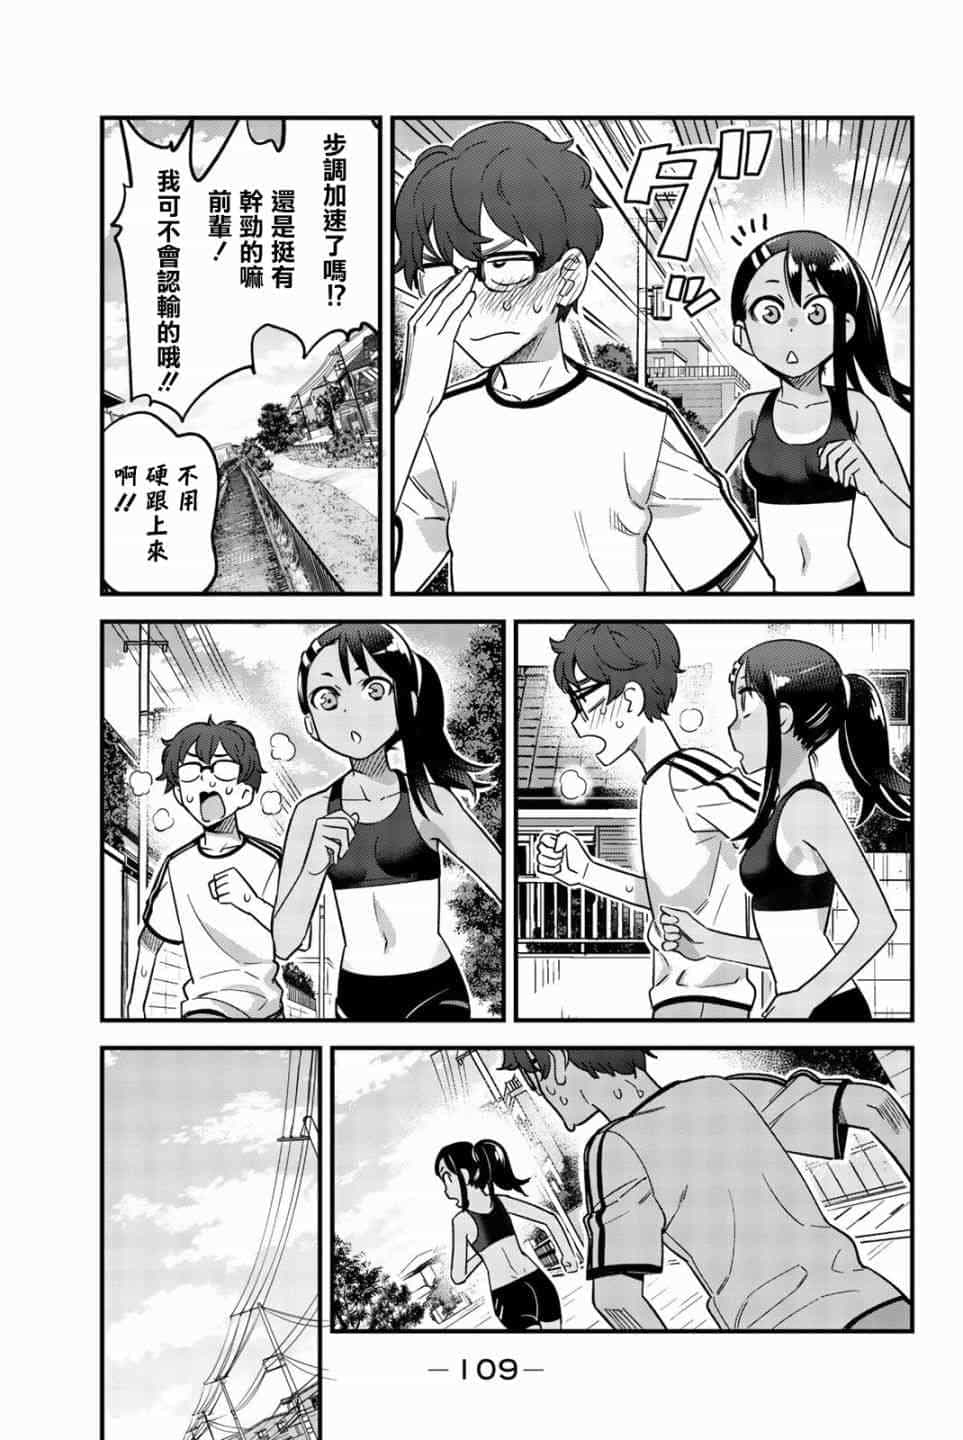 ダダッ
步調加速了嗎!?
還是挺有
幹勁的嘛
前輩！
我可不會認輸的哦!!
不用
硬跟上來
啊!!
109